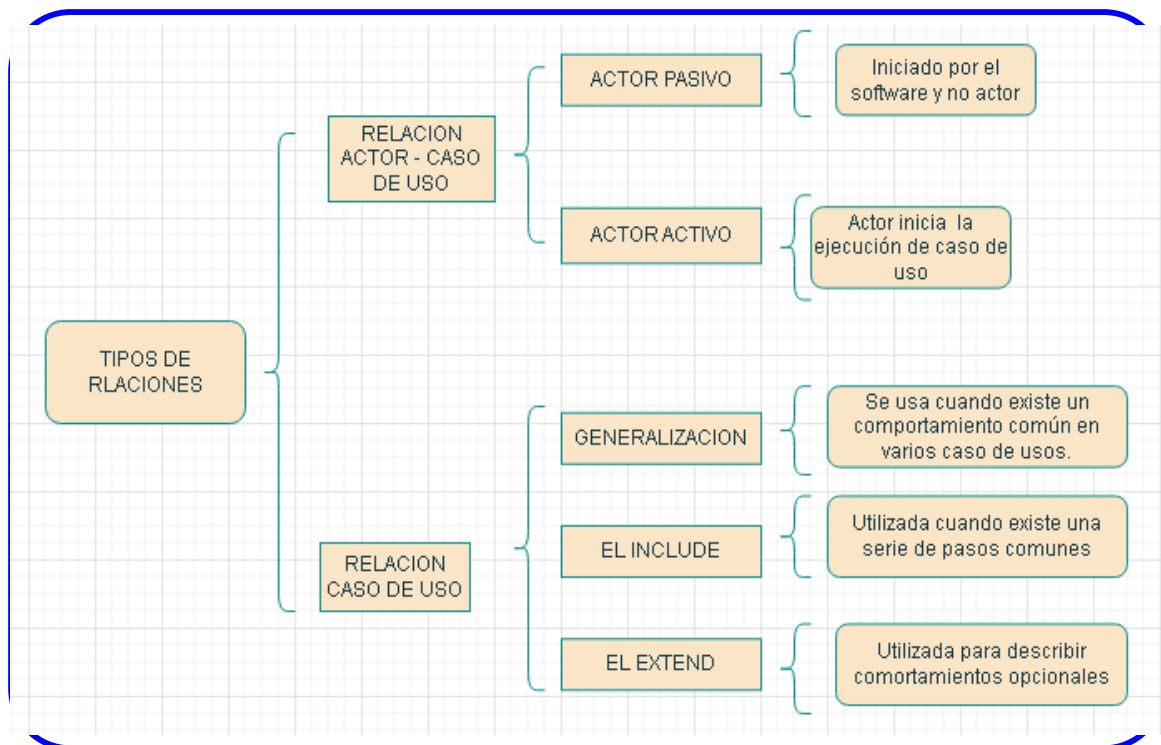 TIPOS DE
RLACIONES
RELACION
ACTOR - CASO
DE USO
ACTOR PASIVO
Iniciado por el
software y no actor
ACTOR ACTIVO
Actor inicia la
ejecución de caso de
uso
RELACION
CASO DE USO
GENERALIZACION
Se usa cuando existe un
comportamiento común en
varios caso de usos.
EL INCLUDE
Utilizada cuando existe una
serie de pasos comunes
EL EXTEND
Utilizada para describir
comortamientos opcionales